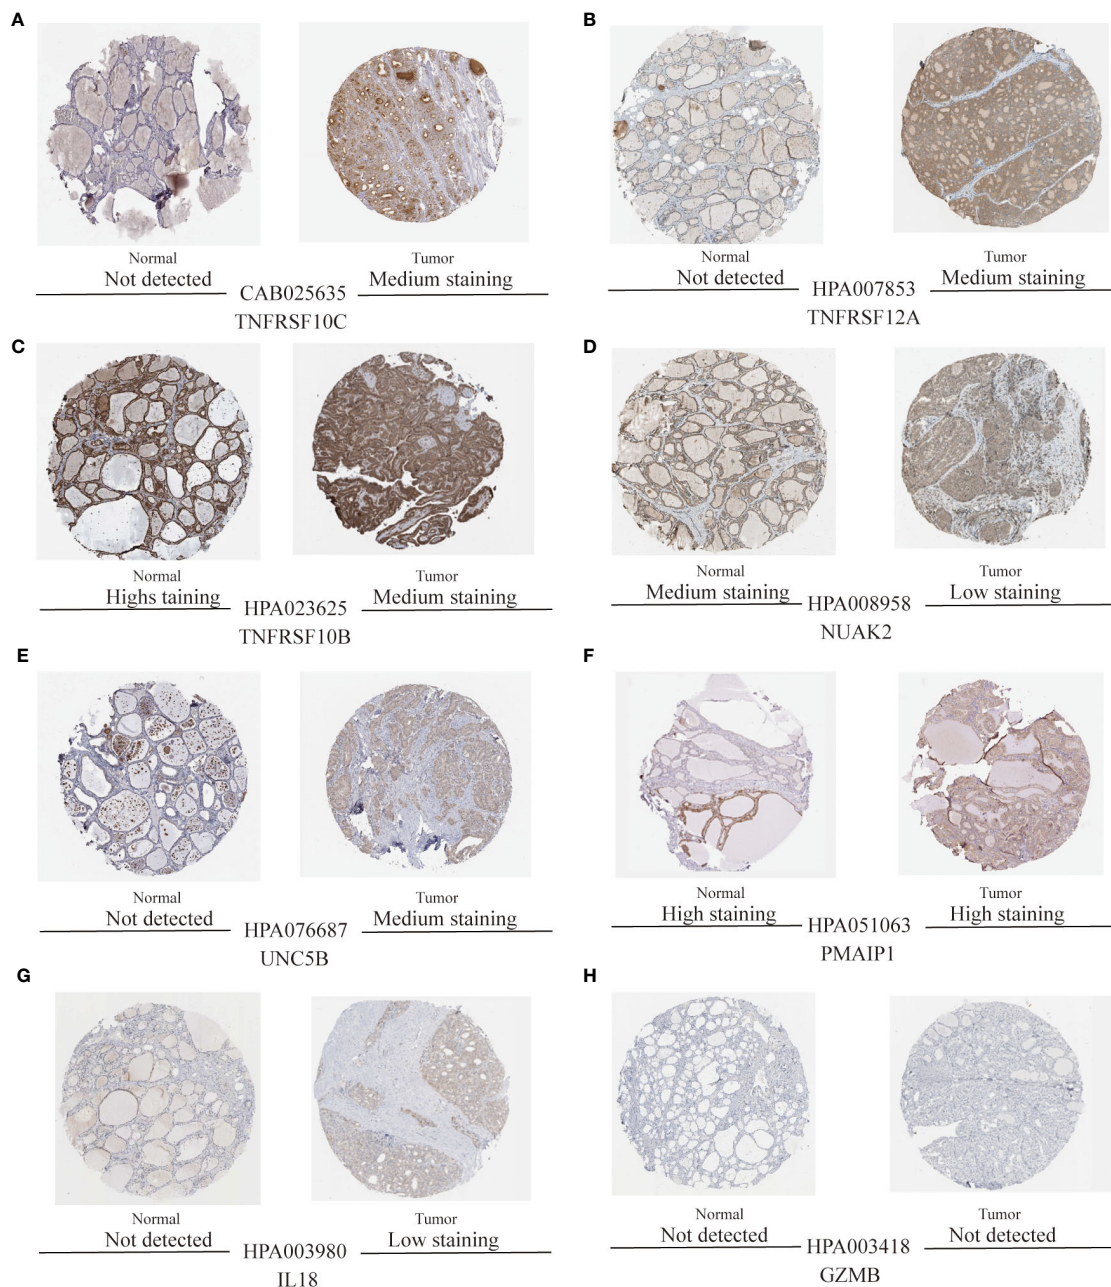 A
B
Normal
Not detected
Tumor
Medium staining
CAB025635
TNFRSF10C
Normal
Not detected
Tumor
Medium staining
HPA007853
TNFRSF12A
C
D
Normal
Highs taining
Tumor
Medium staining
HPA023625
TNFRSF10B
Normal
Medium staining
Tumor
Low staining
HPA008958
NUAK2
E
F
Normal
Not detected
Tumor
Medium staining
HPA076687
UNC5B
Normal
High staining
Tumor
High staining
HPA051063
PMAIP1
G
H
Normal
Not detected
Tumor
Low staining
HPA003980
IL18
Normal
Not detected
Tumor
Not detected
HPA003418
GZMB